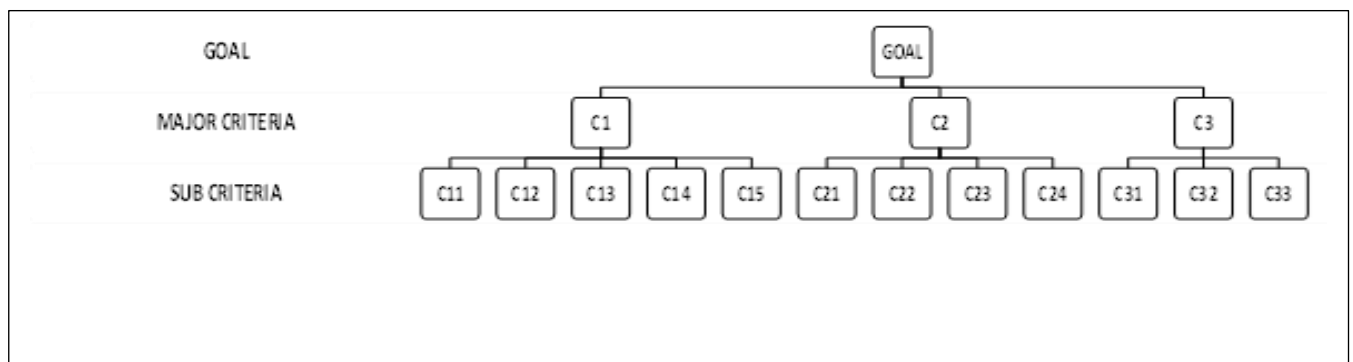 GOAL GOAL
MAJOR CRITERIA C1 C2 C3
SUB CRITERIA C11 C12 C13 C14 C15 C21 C22 C23 C24 C31 C32 C33